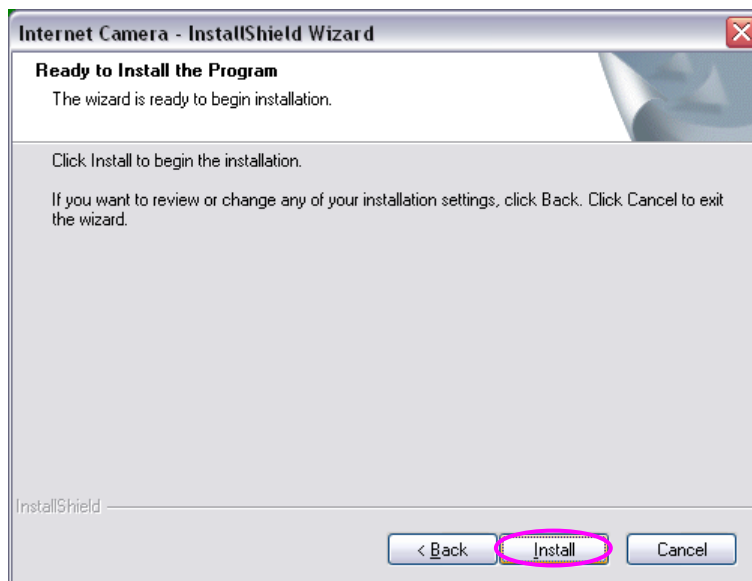 Internet Camera - InstallShield Wizard
Ready to Install the Program
The wizard is ready to begin installation.
Click Install to begin the installation.
If you want to review or change any of your installation settings, click Back. Click Cancel to exit
the wizard.
InstallShield
< Back Install Cancel